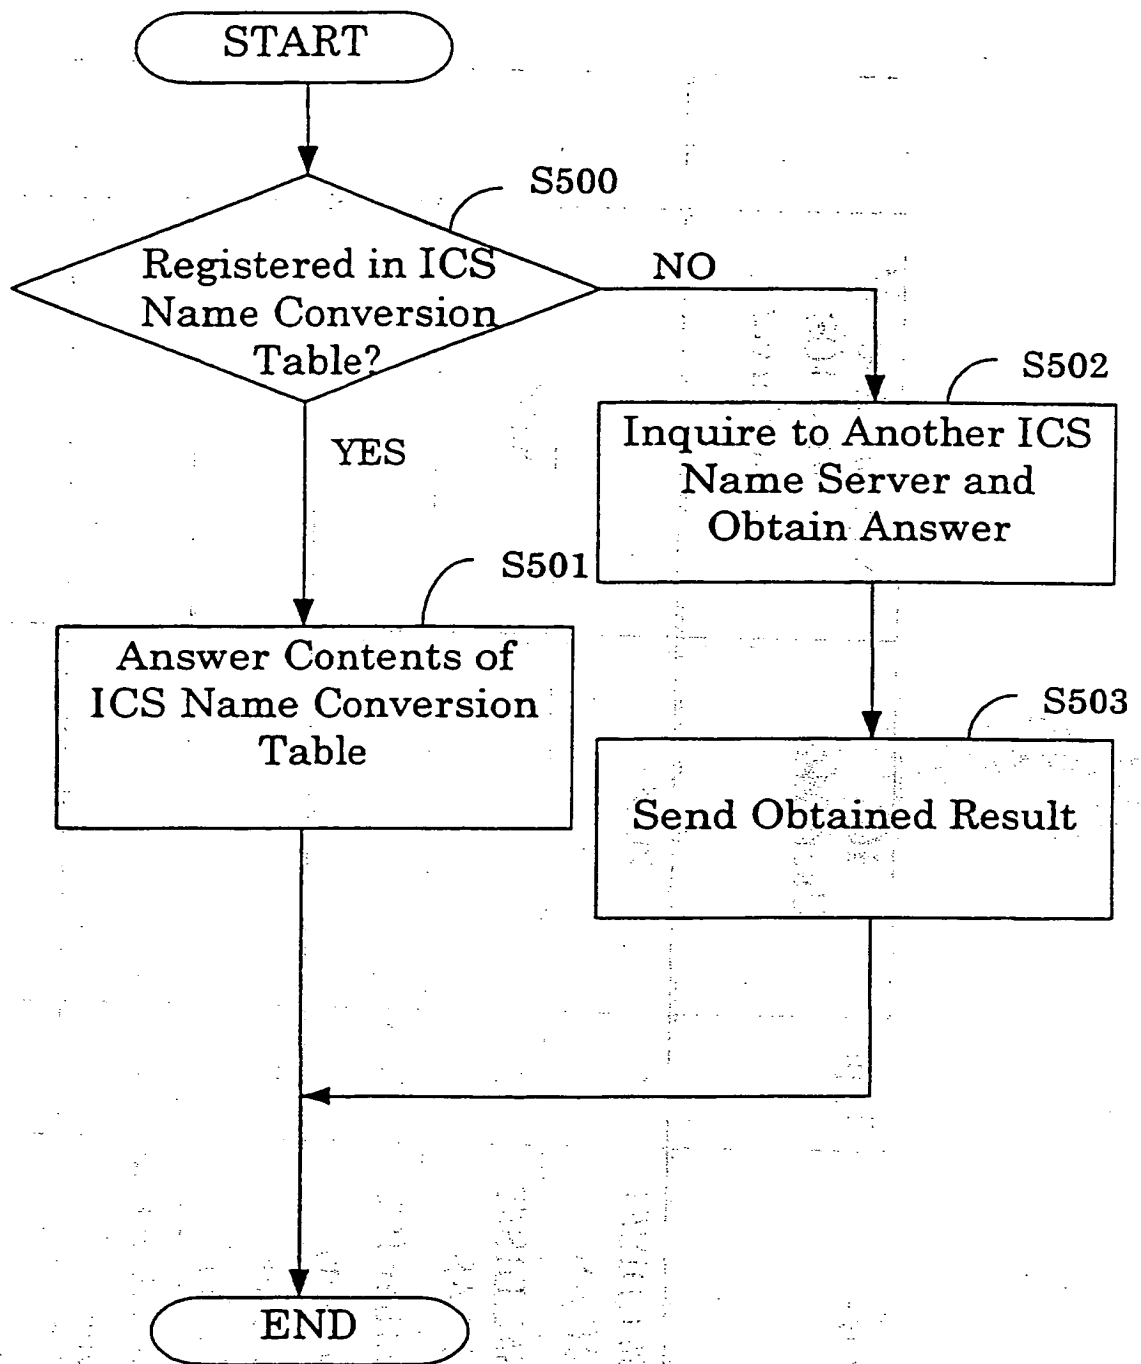 START
S500
Registered in ICS
Name Conversion
Table?
NO
YES
S502
Inquire to Another ICS
Name Server and
Obtain Answer
S501
Answer Contents of
ICS Name Conversion
Table
S503
Send Obtained Result
END